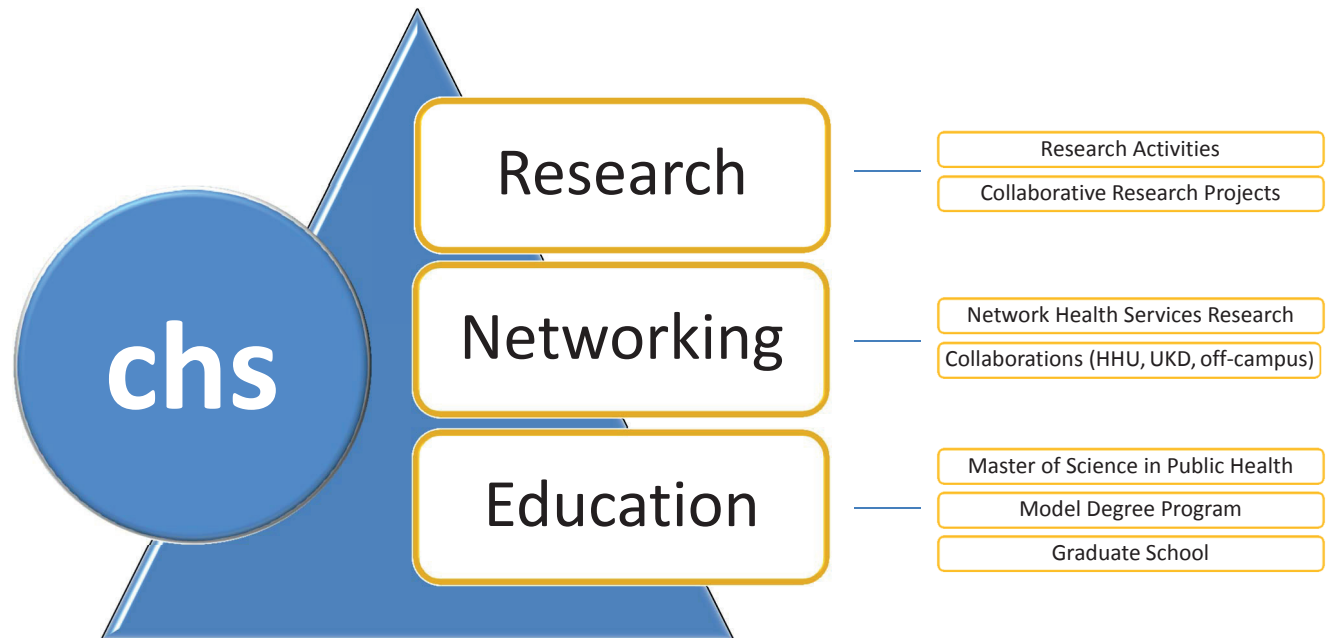 chs
Research
Research Activities
Collaborative Research Projects
Networking
Network Health Services Research
Collaborations (HHU, UKD, off-campus)
Education
Master of Science in Public Health
Model Degree Program
Graduate School